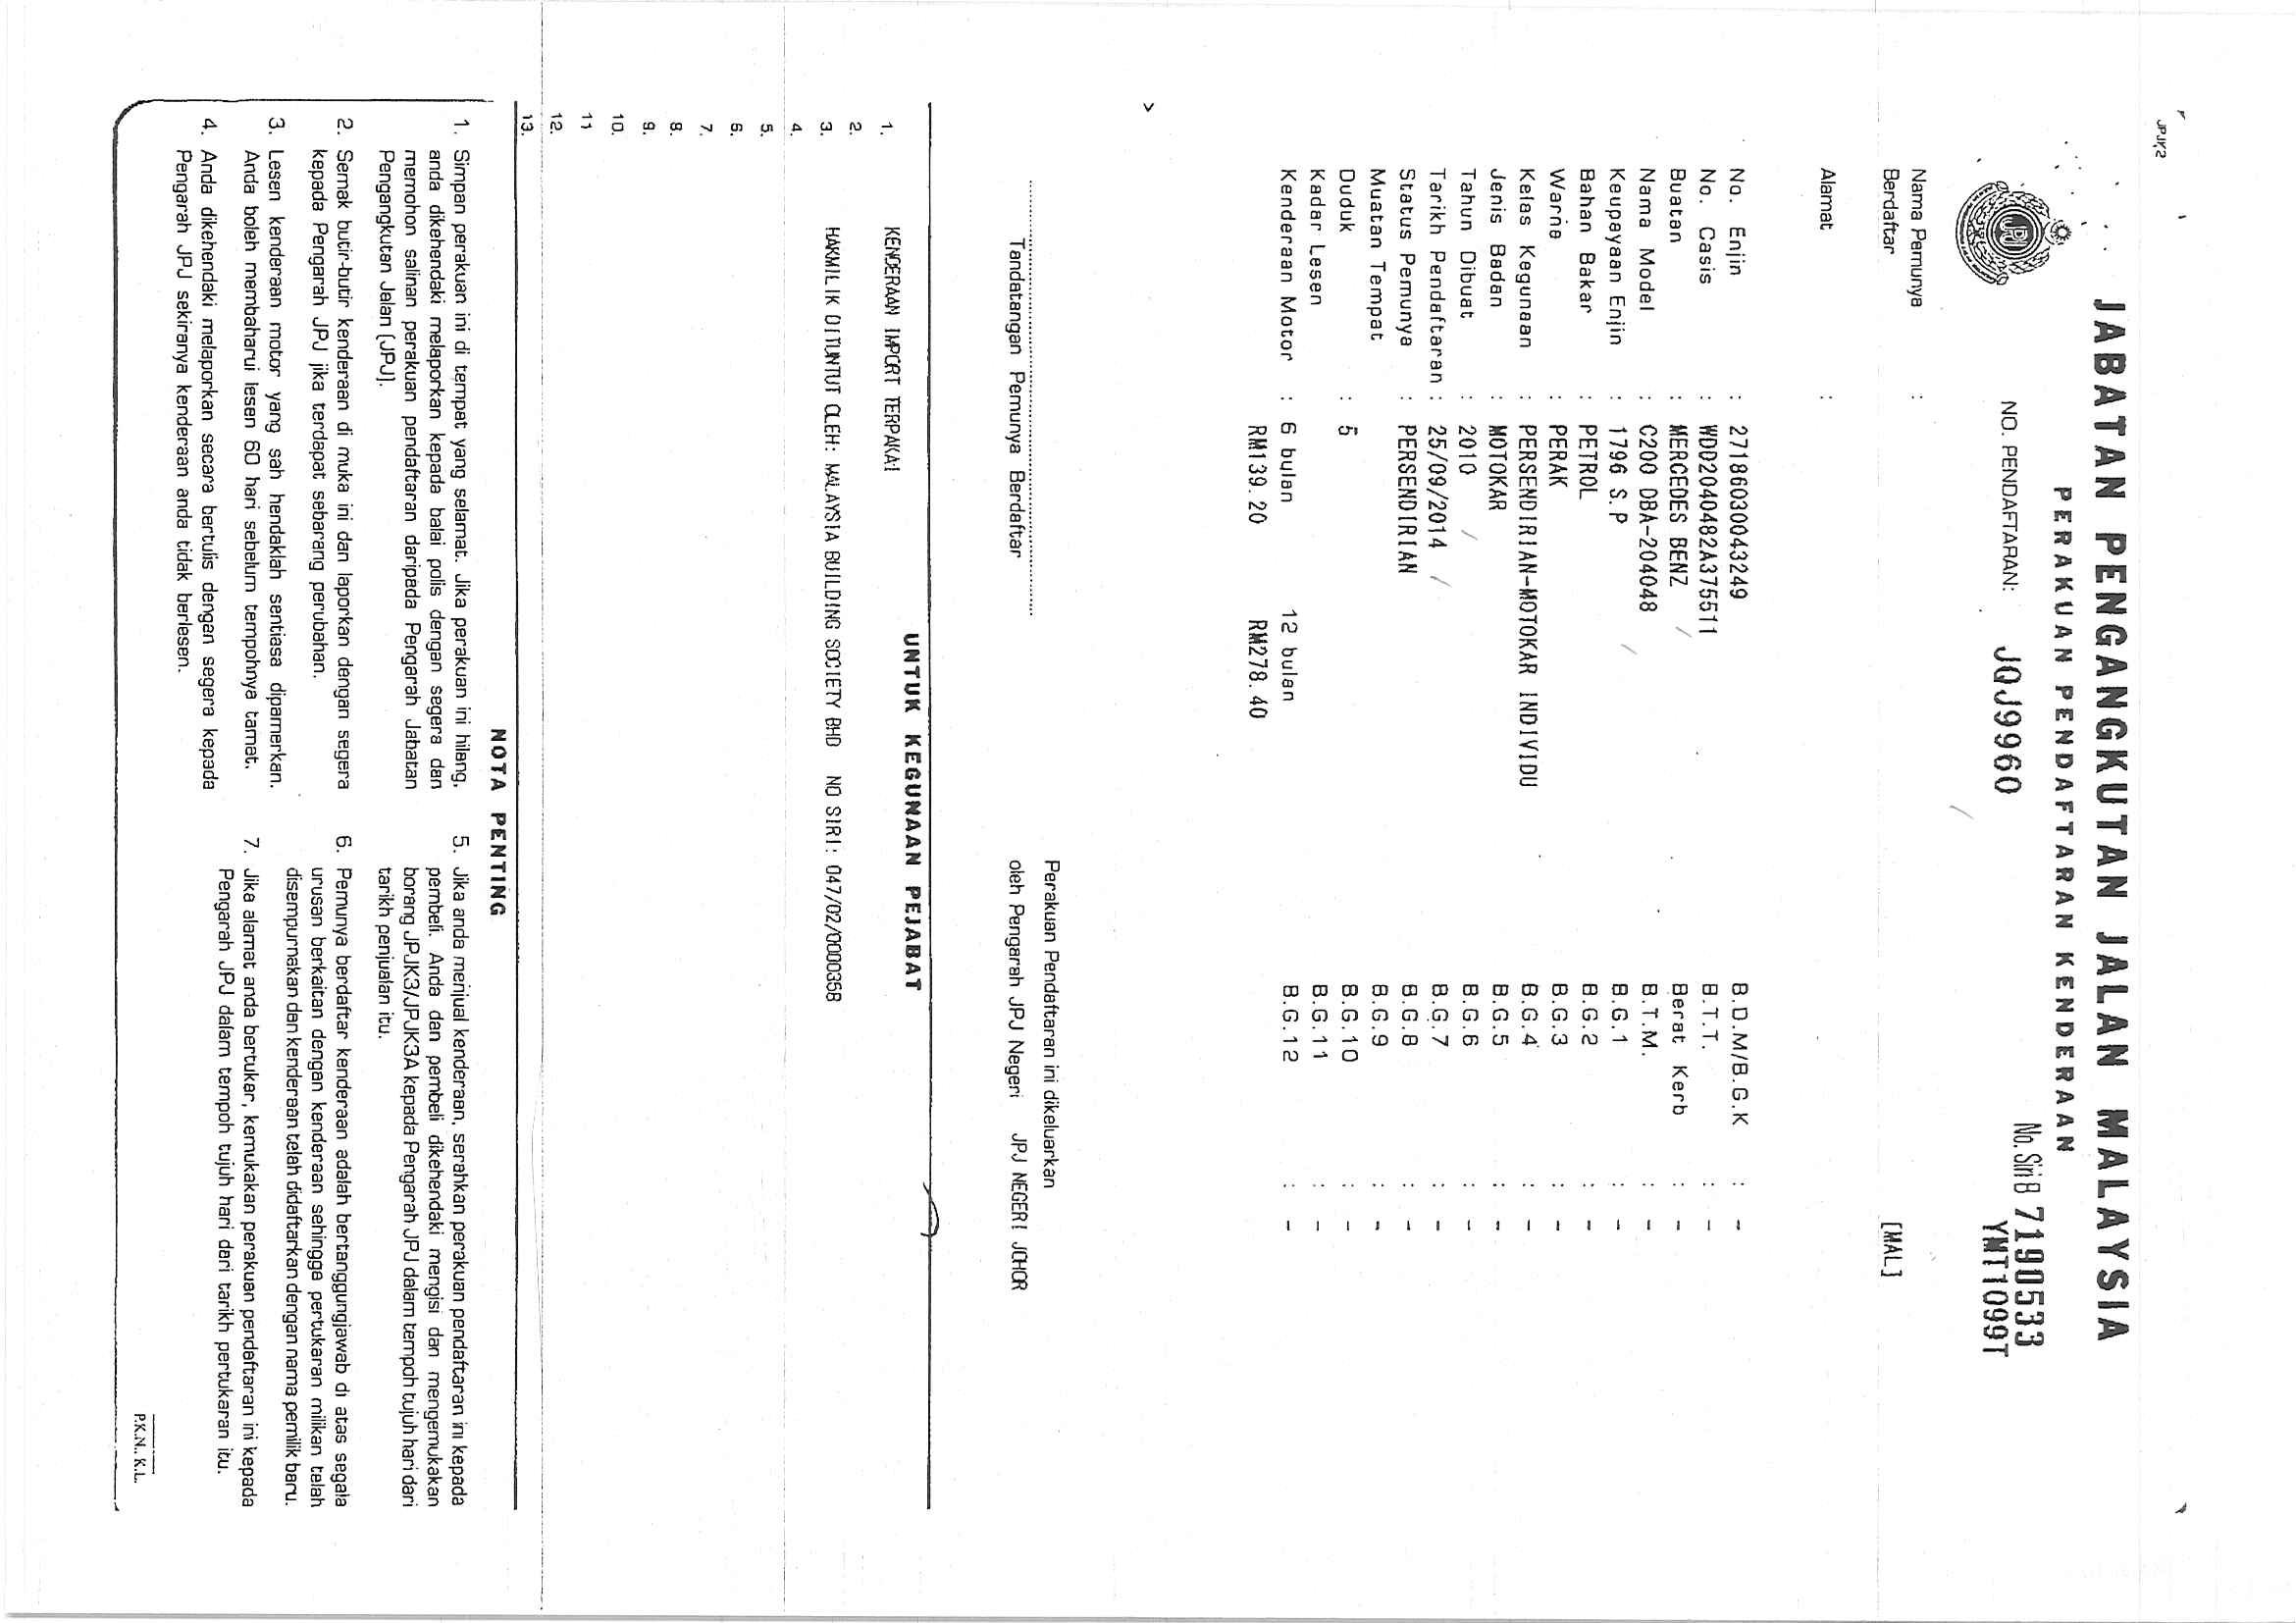 JPJK2
JABATAN PENGANGKUTAN JALAN MALAYSIA
PERAKUAN PENDAFTARAN KENDERAAN
No. Siri B 7190533
NO. PENDAFTARAN: JQJ9960
YMT1099T
Nama Pemunya :
Berdaftar [MAL]
Alamat :
No. Enjin : 27186030043249 B.D.M/B.G.K : -
No. Casis : WDD2040482A375511 B.T.T. : -
Buatan : MERCEDES BENZ Berat Kerb : -
Nama Model : C200 DBA-204048 B.T.M. : -
Keupayaan Enjin : 1796 S.P B.G.1 : -
Bahan Bakar : PETROL B.G.2 : -
Warna : PERAK B.G.3 : -
Kelas Kegunaan : PERSENDIRIAN-MOTOKAR INDIVIDU B.G.4 : -
Jenis Badan : MOTOKAR B.G.5 : -
Tahun Dibuat : 2010 B.G.6 : -
Tarikh Pendaftaran : 25/09/2014 B.G.7 : -
Status Pemunya : PERSENDIRIAN B.G.8 : -
Muatan Tempat B.G.9 : -
Duduk : 5 B.G.10 : -
Kadar Lesen B.G.11 : -
Kenderaan Motor : 6 bulan 12 bulan B.G.12 : -
RM139.20 RM278.40
>
Perakuan Pendaftaran ini dikeluarkan
Tandatangan Pemunya Berdaftar oleh Pengarah JPJ Negeri JPJ NEGERI JOHOR
UNTUK KEGUNAAN PEJABAT
1. KENDERAAN IMPORT TERPAKAI
2.
3. HAKMILIK DITUNTUT OLEH: MALAYSIA BUILDING SOCIETY BHD NO SIRI: 047/02/0000358
4.
5.
6.
7.
8.
9.
10.
11
12.
13.
NOTA PENTING
1. Simpan perakuan ini di tempat yang selamat. Jika perakuan ini hilang,
anda dikehendaki melaporkan kepada balai polis dengan segera dan
memohon salinan perakuan pendaftaran daripada Pengarah Jabatan
Pengangkutan Jalan (JPJ).
2. Semak butir-butir kenderaan di muka ini dan laporkan dengan segera
kepada Pengarah JPJ jika terdapat sebarang perubahan.
3. Lesen kenderaan motor yang sah hendaklah sentiasa dipamerkan.
Anda boleh membaharui lesen 60 hari sebelum tempohnya tamat.
4. Anda dikehendaki melaporkan secara bertulis dengan segera kepada
Pengarah JPJ sekiranya kenderaan anda tidak berlesen.
5. Jika anda menjual kenderaan, serahkan perakuan pendaftaran ini kepada
pembeli. Anda dan pembeli dikehendaki mengisi dan mengemukakan
borang JPJK3/JPJK3A kepada Pengarah JPJ dalam tempoh tujuh hari dari
tarikh penjualan itu.
6. Pemunya berdaftar kenderaan adalah bertanggungjawab di atas segala
urusan berkaitan dengan kenderaan sehingga pertukaran milikan telah
disempurnakan dan kenderaan telah didaftarkan dengan nama pemilik baru.
7. Jika alamat anda bertukar, kemukakan perakuan pendaftaran ini kepada
Pengarah JPJ dalam tempoh tujuh hari dari tarikh pertukaran itu.
P.K.N., K.L.